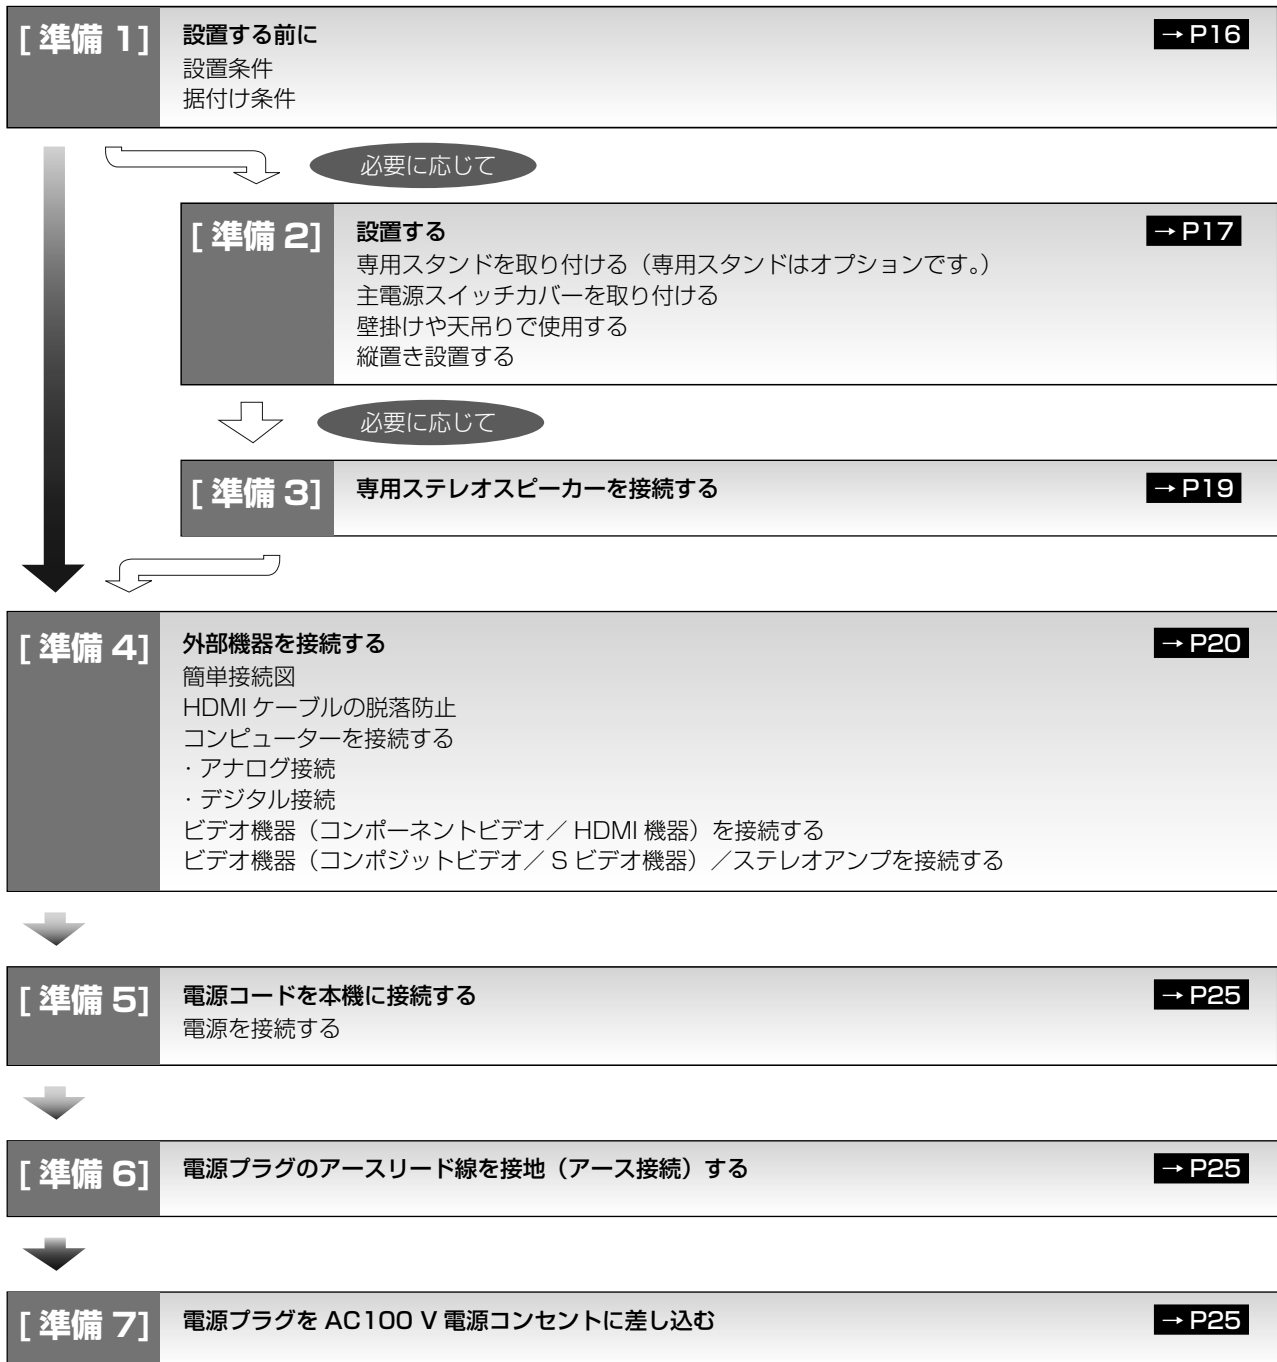 [ 準備 1]
設置する前に
→ P16
設置条件
据付け条件
必要に応じて
[ 準備 2]
設置する
→ P17
専用スタンドを取り付ける（専用スタンドはオプションです。）
主電源スイッチカバーを取り付ける
壁掛けや天吊りで使用する
縦置き設置する
必要に応じて
[ 準備 3]
専用ステレオスピーカーを接続する
→ P19
[ 準備 4]
外部機器を接続する
→ P20
簡単接続図
HDMI ケーブルの脱落防止
コンピューターを接続する
・アナログ接続
・デジタル接続
ビデオ機器（コンポーネントビデオ／ HDMI 機器）を接続する
ビデオ機器（コンポジットビデオ／ S ビデオ機器）／ステレオアンプを接続する
[ 準備 5]
電源コードを本機に接続する
→ P25
電源を接続する
[ 準備 6]
電源プラグのアースリード線を接地（アース接続）する
→ P25
[ 準備 7]
電源プラグを AC100 V 電源コンセントに差し込む
→ P25